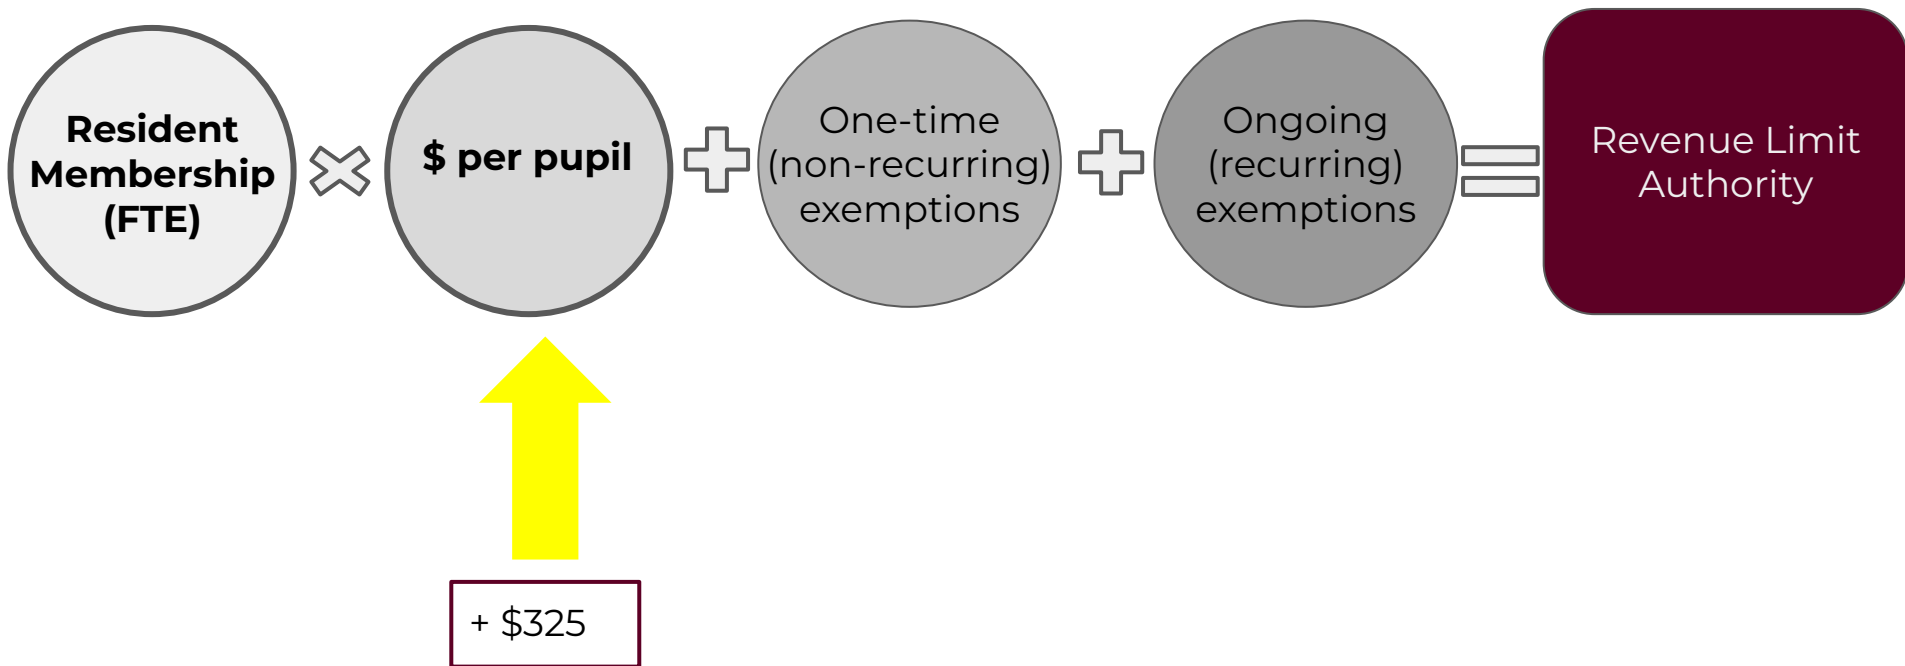 Resident
Membership
(FTE)
$ per pupil
One-time
(non-recurring)
exemptions
Ongoing
(recurring)
exemptions
Revenue Limit
Authority
+ $325